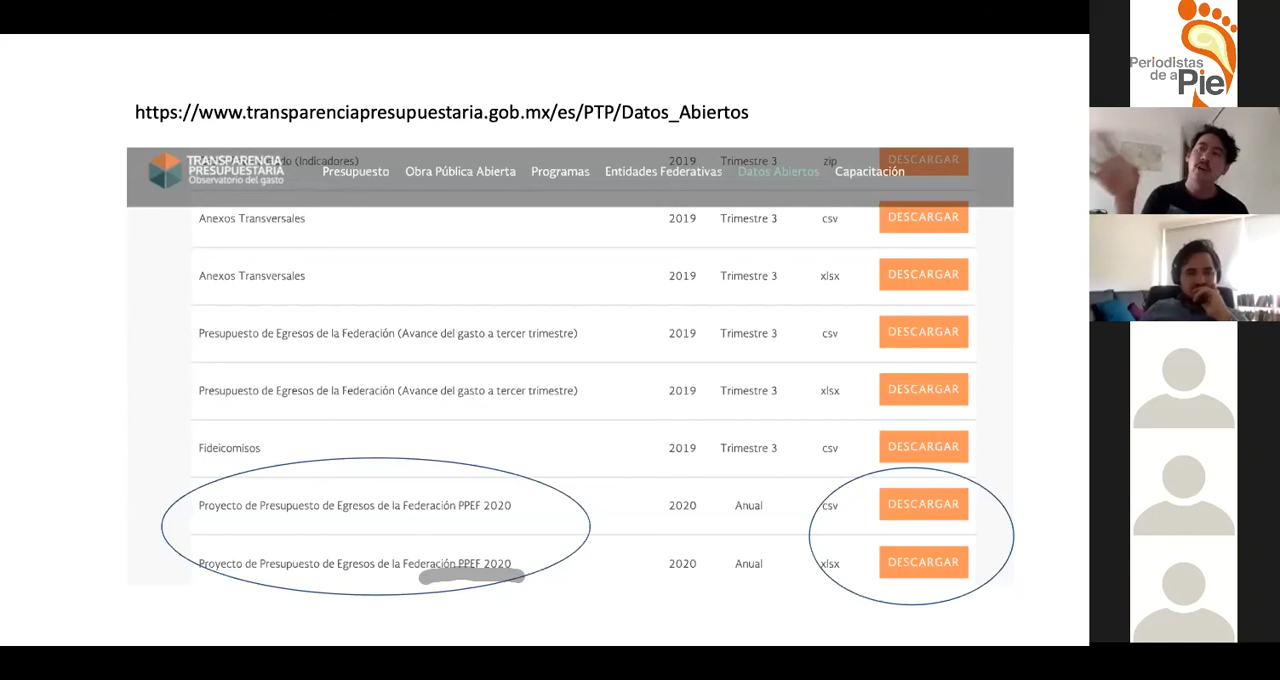 https://www.transparenciapresupuestaria.gob.mx/es/PTP/Datos_Abiertos
TRANSPARENCIA
PRESUPUESTARIA
Observatorio del gasto
Presupuesto Obra Pública Abierta Programas Entidades Federativas Datos Abiertos Capacitación
(Indicadores) 2019 Trimestre 3 zip DESCARGAR
Anexos Transversales 2019 Trimestre 3 csv DESCARGAR
Anexos Transversales 2019 Trimestre 3 xlsx DESCARGAR
Presupuesto de Egresos de la Federación (Avance del gasto a tercer trimestre) 2019 Trimestre 3 csv DESCARGAR
Presupuesto de Egresos de la Federación (Avance del gasto a tercer trimestre) 2019 Trimestre 3 xlsx DESCARGAR
Fideicomisos 2019 Trimestre 3 csv DESCARGAR
Proyecto de Presupuesto de Egresos de la Federación PPEF 2020 2020 Anual csv DESCARGAR
Proyecto de Presupuesto de Egresos de la Federación PPEF 2020 2020 Anual xlsx DESCARGAR
Periodistas
de a Pie